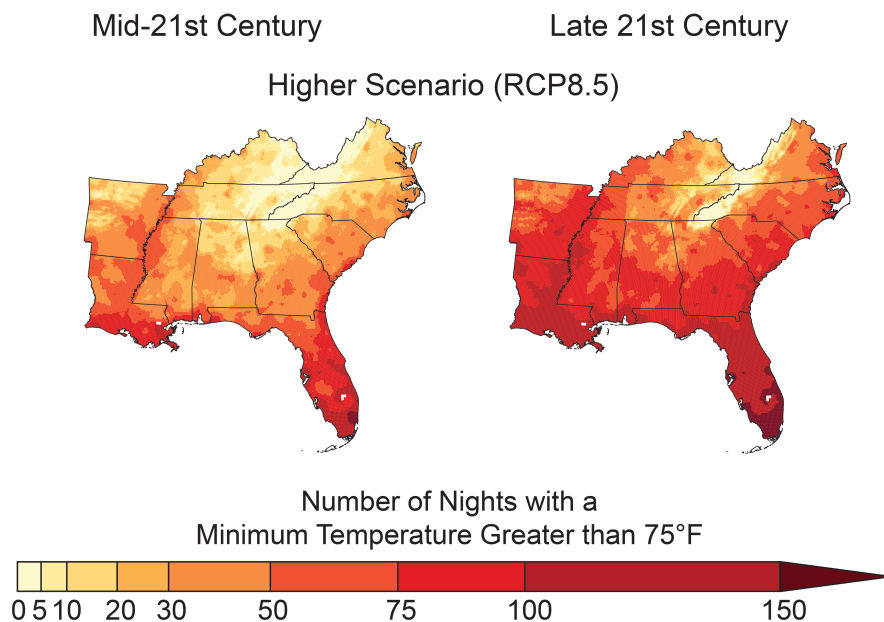 Mid-21st Century
Late 21st Century
Higher Scenario (RCP8.5)
Number of Nights with a
Minimum Temperature Greater than 75°F
0 5 10 20 30 50 75 100 150